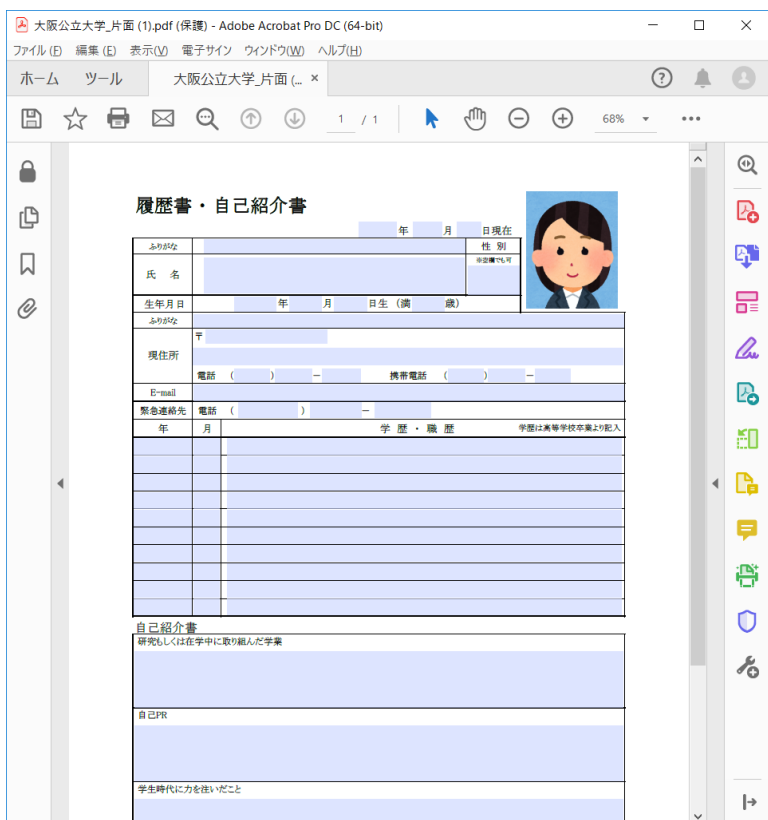 大阪公立大学_片面 (1).pdf (保護) - Adobe Acrobat Pro DC (64-bit)
ファイル(F) 編集(E) 表示(V) 電子サイン ウィンドウ(W) ヘルプ(H)
ホーム ツール 大阪公立大学_片面 (... ×
1 / 1 68%
履歴書・自己紹介書
年 月 日現在
ふりがな 性 別
氏 名 ※空欄でも可
生年月日 年 月 日生 (満 歳)
ふりがな
現住所 〒
電話 ( ) － 携帯電話 ( ) －
E-mail
緊急連絡先 電話 ( ) －
年 月 学 歴 ・ 職 歴 学歴は高等学校卒業より記入
自己紹介書
研究もしくは在学中に取り組んだ学業
自己PR
学生時代に力を注いだこと